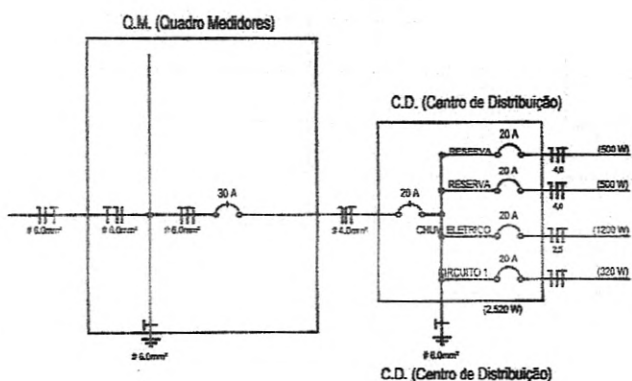 Q.M. (Quadro Medidores)
C.D. (Centro de Distribuição)
20 A
RESERVA
(500 W)
4,0
20 A
RESERVA
(500 W)
4,0
30 A
20 A
# 6.0mm²
# 6.0mm²
# 6.0mm²
# 4.0mm²
20 A
CHUV ELETRICO
(1200 W)
2,5
20 A
CIRCUITO 1
(320 W)
(2.520 W)
# 6.0mm²
# 6.0mm²
C.D. (Centro de Distribuição)